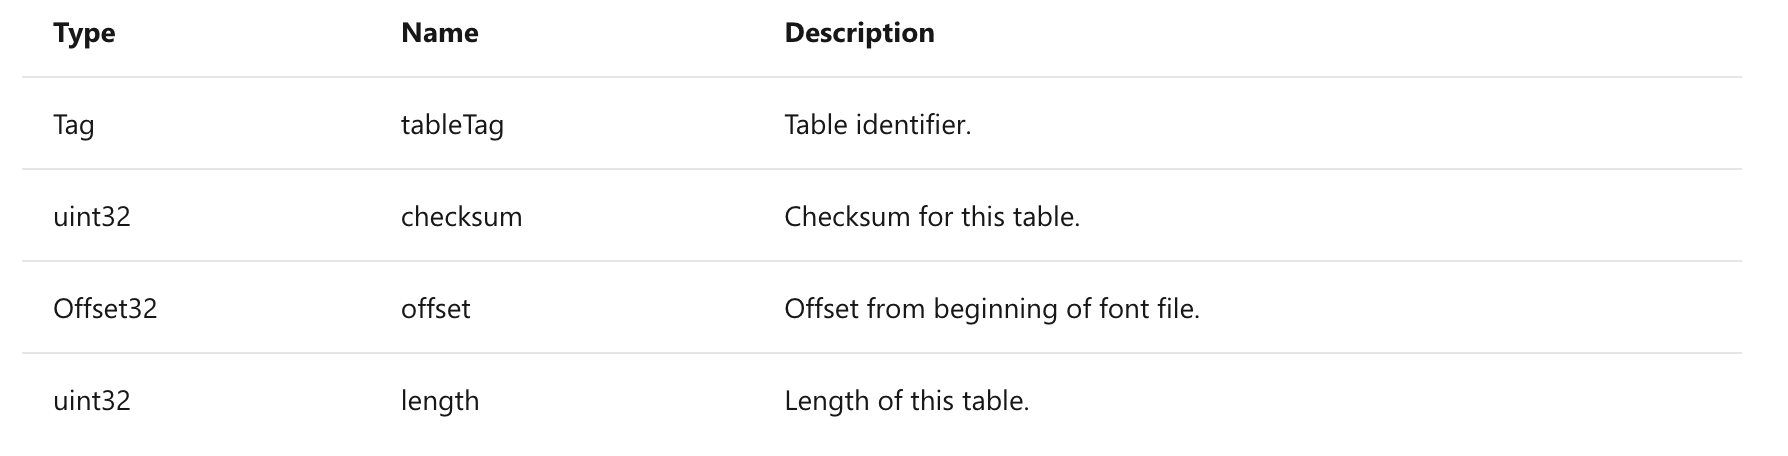 Type Name Description
Tag tableTag Table identifier.
uint32 checksum Checksum for this table.
Offset32 offset Offset from beginning of font file.
uint32 length Length of this table.